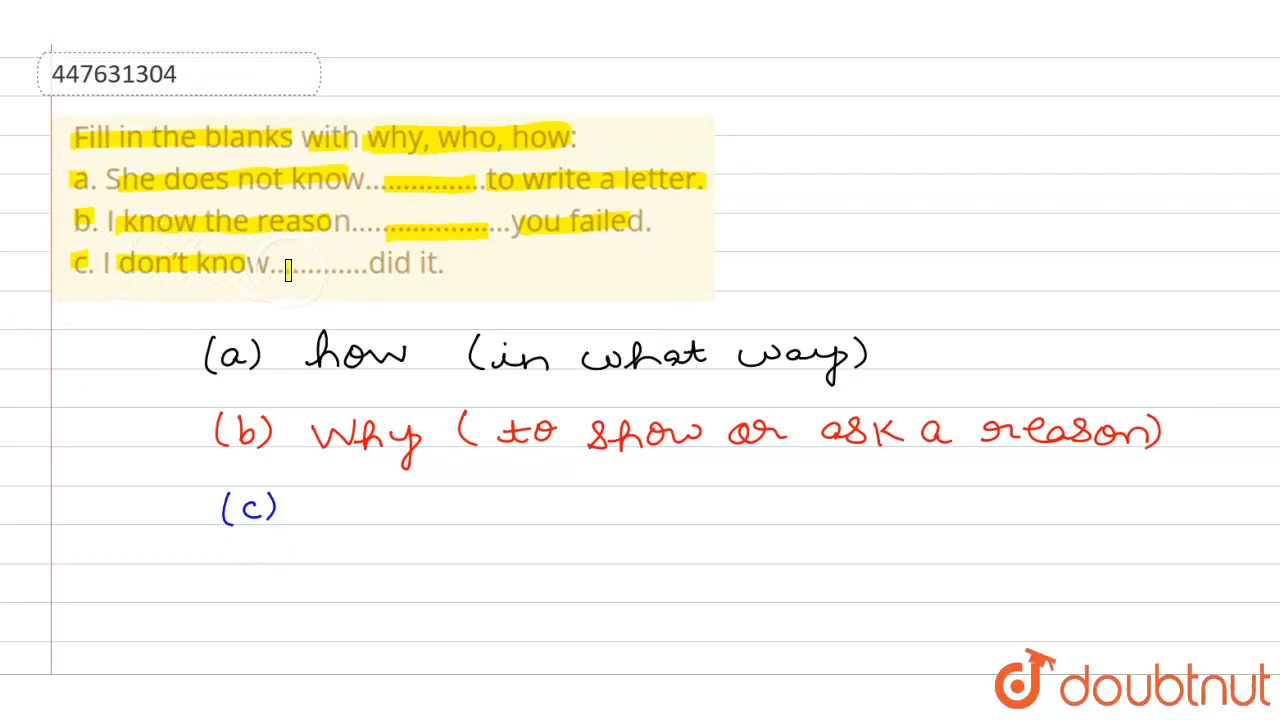 447631304
Fill in the blanks with why, who, how:
a. She does not know................to write a letter.
b. I know the reason.....................you failed.
c. I don't know.............did it.
(a) how (in what way)
(b) Why (to show or ask a reason)
(c)
doubtnut